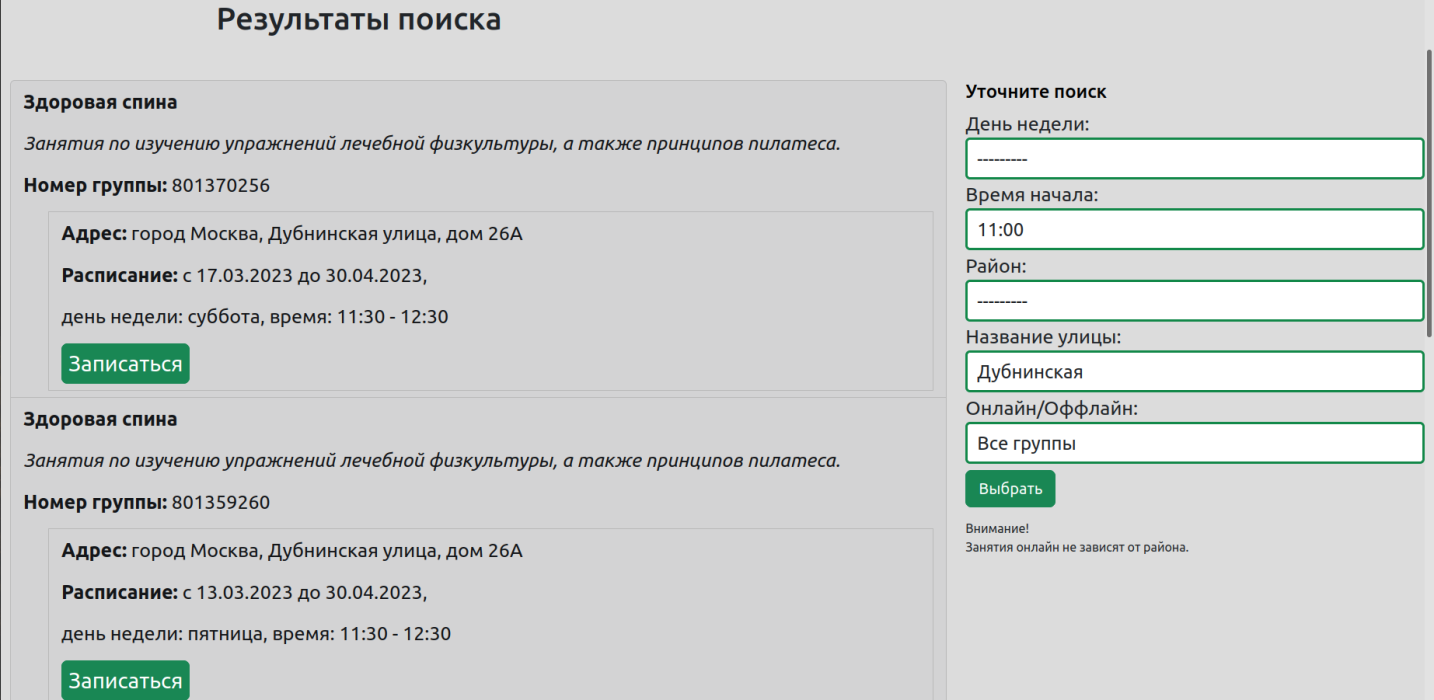 Результаты поиска
Здоровая спина
Занятия по изучению упражнений лечебной физкультуры, а также принципов пилатеса.
Номер группы: 801370256
Адрес: город Москва, Дубнинская улица, дом 26А
Расписание: с 17.03.2023 до 30.04.2023,
день недели: суббота, время: 11:30 - 12:30
Записаться
Здоровая спина
Занятия по изучению упражнений лечебной физкультуры, а также принципов пилатеса.
Номер группы: 801359260
Адрес: город Москва, Дубнинская улица, дом 26А
Расписание: с 13.03.2023 до 30.04.2023,
день недели: пятница, время: 11:30 - 12:30
Записаться
Уточните поиск
День недели:
---------
Время начала:
11:00
Район:
---------
Название улицы:
Дубнинская
Онлайн/Оффлайн:
Все группы
Выбрать
Внимание!
Занятия онлайн не зависят от района.